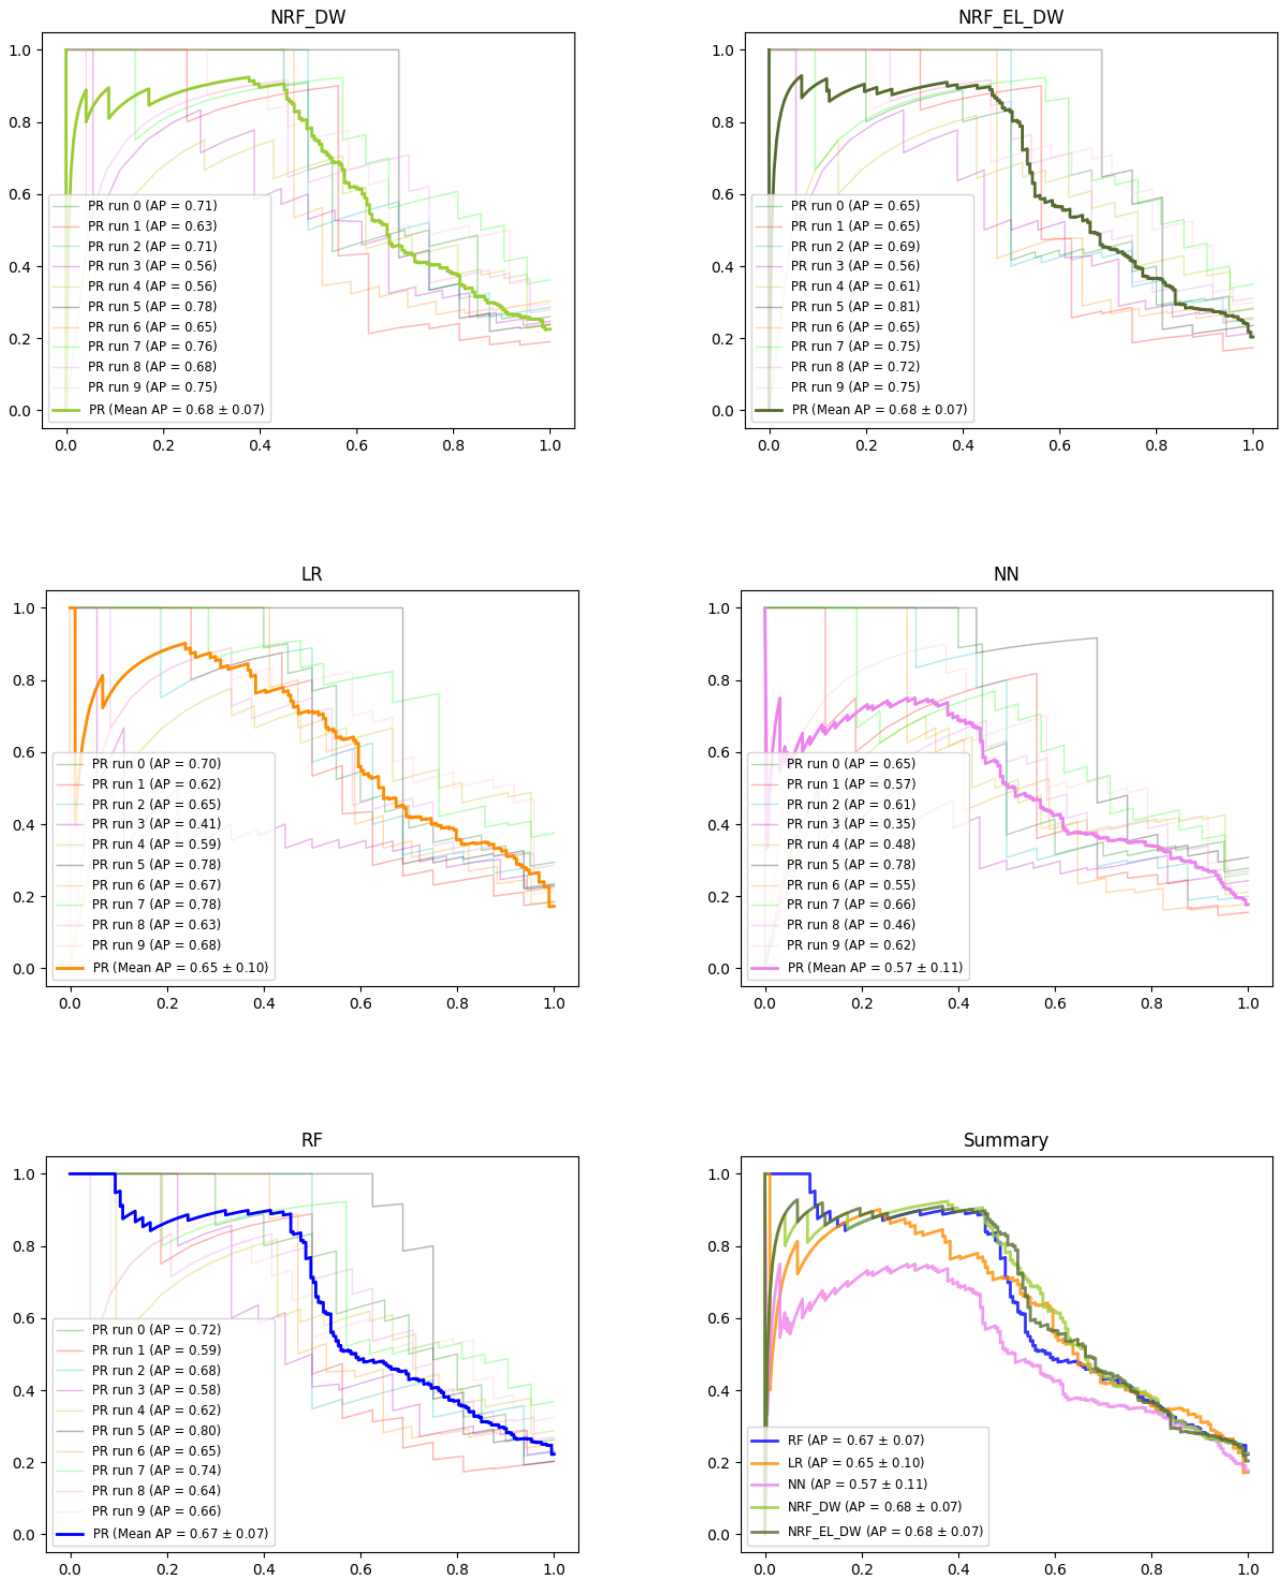 NRF_DW
1.0
0.8
0.6
0.4
0.2
0.0
PR run 0 (AP = 0.71)
PR run 1 (AP = 0.63)
PR run 2 (AP = 0.71)
PR run 3 (AP = 0.56)
PR run 4 (AP = 0.56)
PR run 5 (AP = 0.78)
PR run 6 (AP = 0.65)
PR run 7 (AP = 0.76)
PR run 8 (AP = 0.68)
PR run 9 (AP = 0.75)
PR (Mean AP = 0.68 ± 0.07)
0.0 0.2 0.4 0.6 0.8 1.0
NRF_EL_DW
1.0
0.8
0.6
0.4
0.2
0.0
PR run 0 (AP = 0.65)
PR run 1 (AP = 0.65)
PR run 2 (AP = 0.69)
PR run 3 (AP = 0.56)
PR run 4 (AP = 0.61)
PR run 5 (AP = 0.81)
PR run 6 (AP = 0.65)
PR run 7 (AP = 0.75)
PR run 8 (AP = 0.72)
PR run 9 (AP = 0.75)
PR (Mean AP = 0.68 ± 0.07)
0.0 0.2 0.4 0.6 0.8 1.0
LR
1.0
0.8
0.6
0.4
0.2
0.0
PR run 0 (AP = 0.70)
PR run 1 (AP = 0.62)
PR run 2 (AP = 0.65)
PR run 3 (AP = 0.41)
PR run 4 (AP = 0.59)
PR run 5 (AP = 0.78)
PR run 6 (AP = 0.67)
PR run 7 (AP = 0.78)
PR run 8 (AP = 0.63)
PR run 9 (AP = 0.68)
PR (Mean AP = 0.65 ± 0.10)
0.0 0.2 0.4 0.6 0.8 1.0
NN
1.0
0.8
0.6
0.4
0.2
0.0
PR run 0 (AP = 0.65)
PR run 1 (AP = 0.57)
PR run 2 (AP = 0.61)
PR run 3 (AP = 0.35)
PR run 4 (AP = 0.48)
PR run 5 (AP = 0.78)
PR run 6 (AP = 0.55)
PR run 7 (AP = 0.66)
PR run 8 (AP = 0.46)
PR run 9 (AP = 0.62)
PR (Mean AP = 0.57 ± 0.11)
0.0 0.2 0.4 0.6 0.8 1.0
RF
1.0
0.8
0.6
0.4
0.2
0.0
PR run 0 (AP = 0.72)
PR run 1 (AP = 0.59)
PR run 2 (AP = 0.68)
PR run 3 (AP = 0.58)
PR run 4 (AP = 0.62)
PR run 5 (AP = 0.80)
PR run 6 (AP = 0.65)
PR run 7 (AP = 0.74)
PR run 8 (AP = 0.64)
PR run 9 (AP = 0.66)
PR (Mean AP = 0.67 ± 0.07)
0.0 0.2 0.4 0.6 0.8 1.0
Summary
1.0
0.8
0.6
0.4
0.2
0.0
RF (AP = 0.67 ± 0.07)
LR (AP = 0.65 ± 0.10)
NN (AP = 0.57 ± 0.11)
NRF_DW (AP = 0.68 ± 0.07)
NRF_EL_DW (AP = 0.68 ± 0.07)
0.0 0.2 0.4 0.6 0.8 1.0